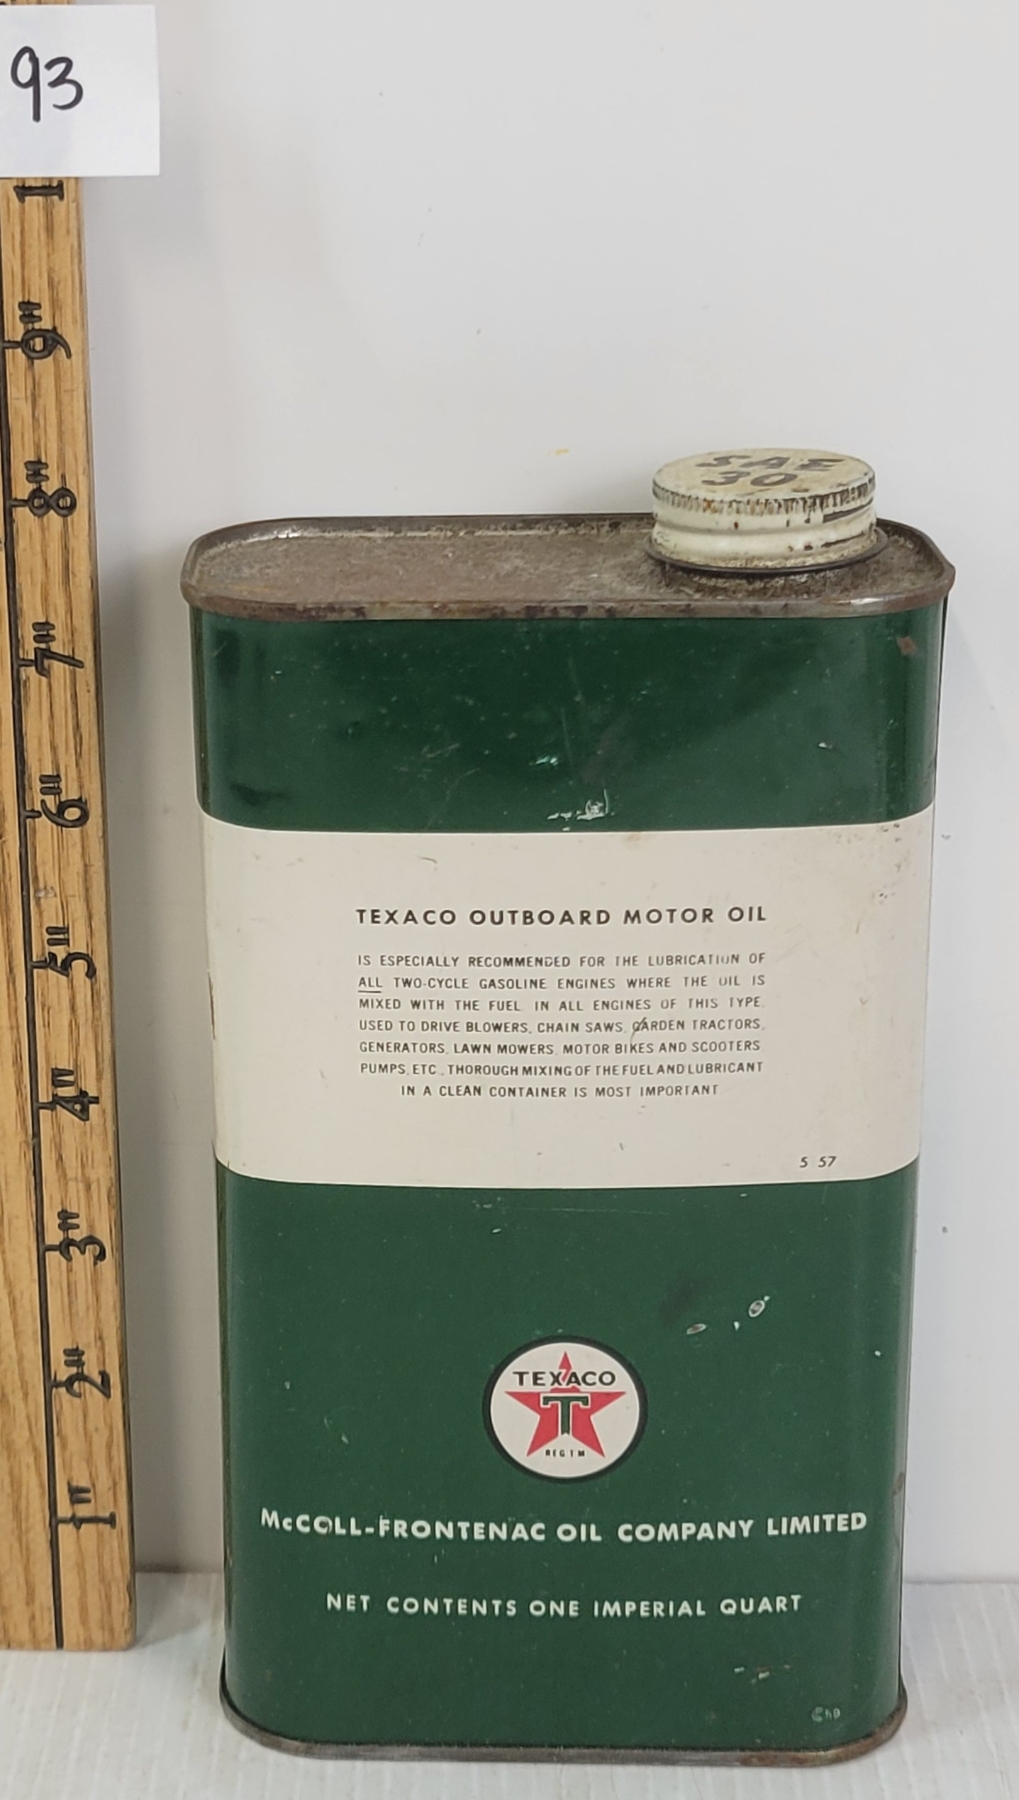 93
1
9"
8"
7"
6"
5"
4"
3"
2"
1"
SAE
30
TEXACO OUTBOARD MOTOR OIL
IS ESPECIALLY RECOMMENDED FOR THE LUBRICATION OF
ALL TWO-CYCLE GASOLINE ENGINES WHERE THE OIL IS
MIXED WITH THE FUEL. IN ALL ENGINES OF THIS TYPE,
USED TO DRIVE BLOWERS, CHAIN SAWS, GARDEN TRACTORS,
GENERATORS, LAWN MOWERS, MOTOR BIKES AND SCOOTERS,
PUMPS, ETC., THOROUGH MIXING OF THE FUEL AND LUBRICANT
IN A CLEAN CONTAINER IS MOST IMPORTANT
S 57
TEXACO
T
REG TM
McCOLL-FRONTENAC OIL COMPANY LIMITED
NET CONTENTS ONE IMPERIAL QUART